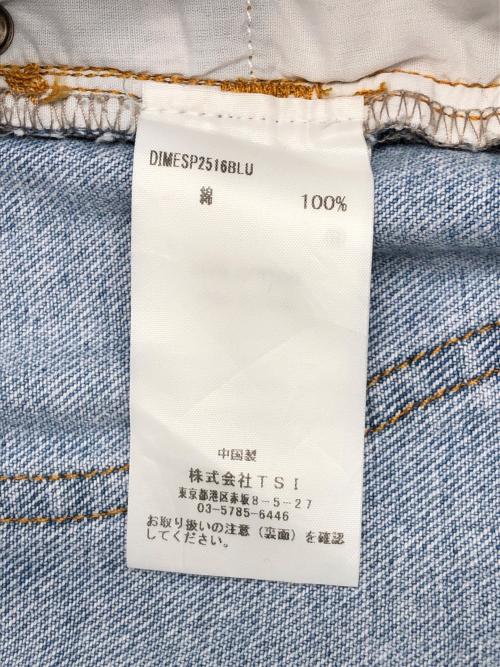 DIMESP2516BLU
綿 100%
中国製
株式会社TSI
東京都港区赤坂8-5-27
03-5785-6446
お取り扱いの注意（裏面）を確認
してください。